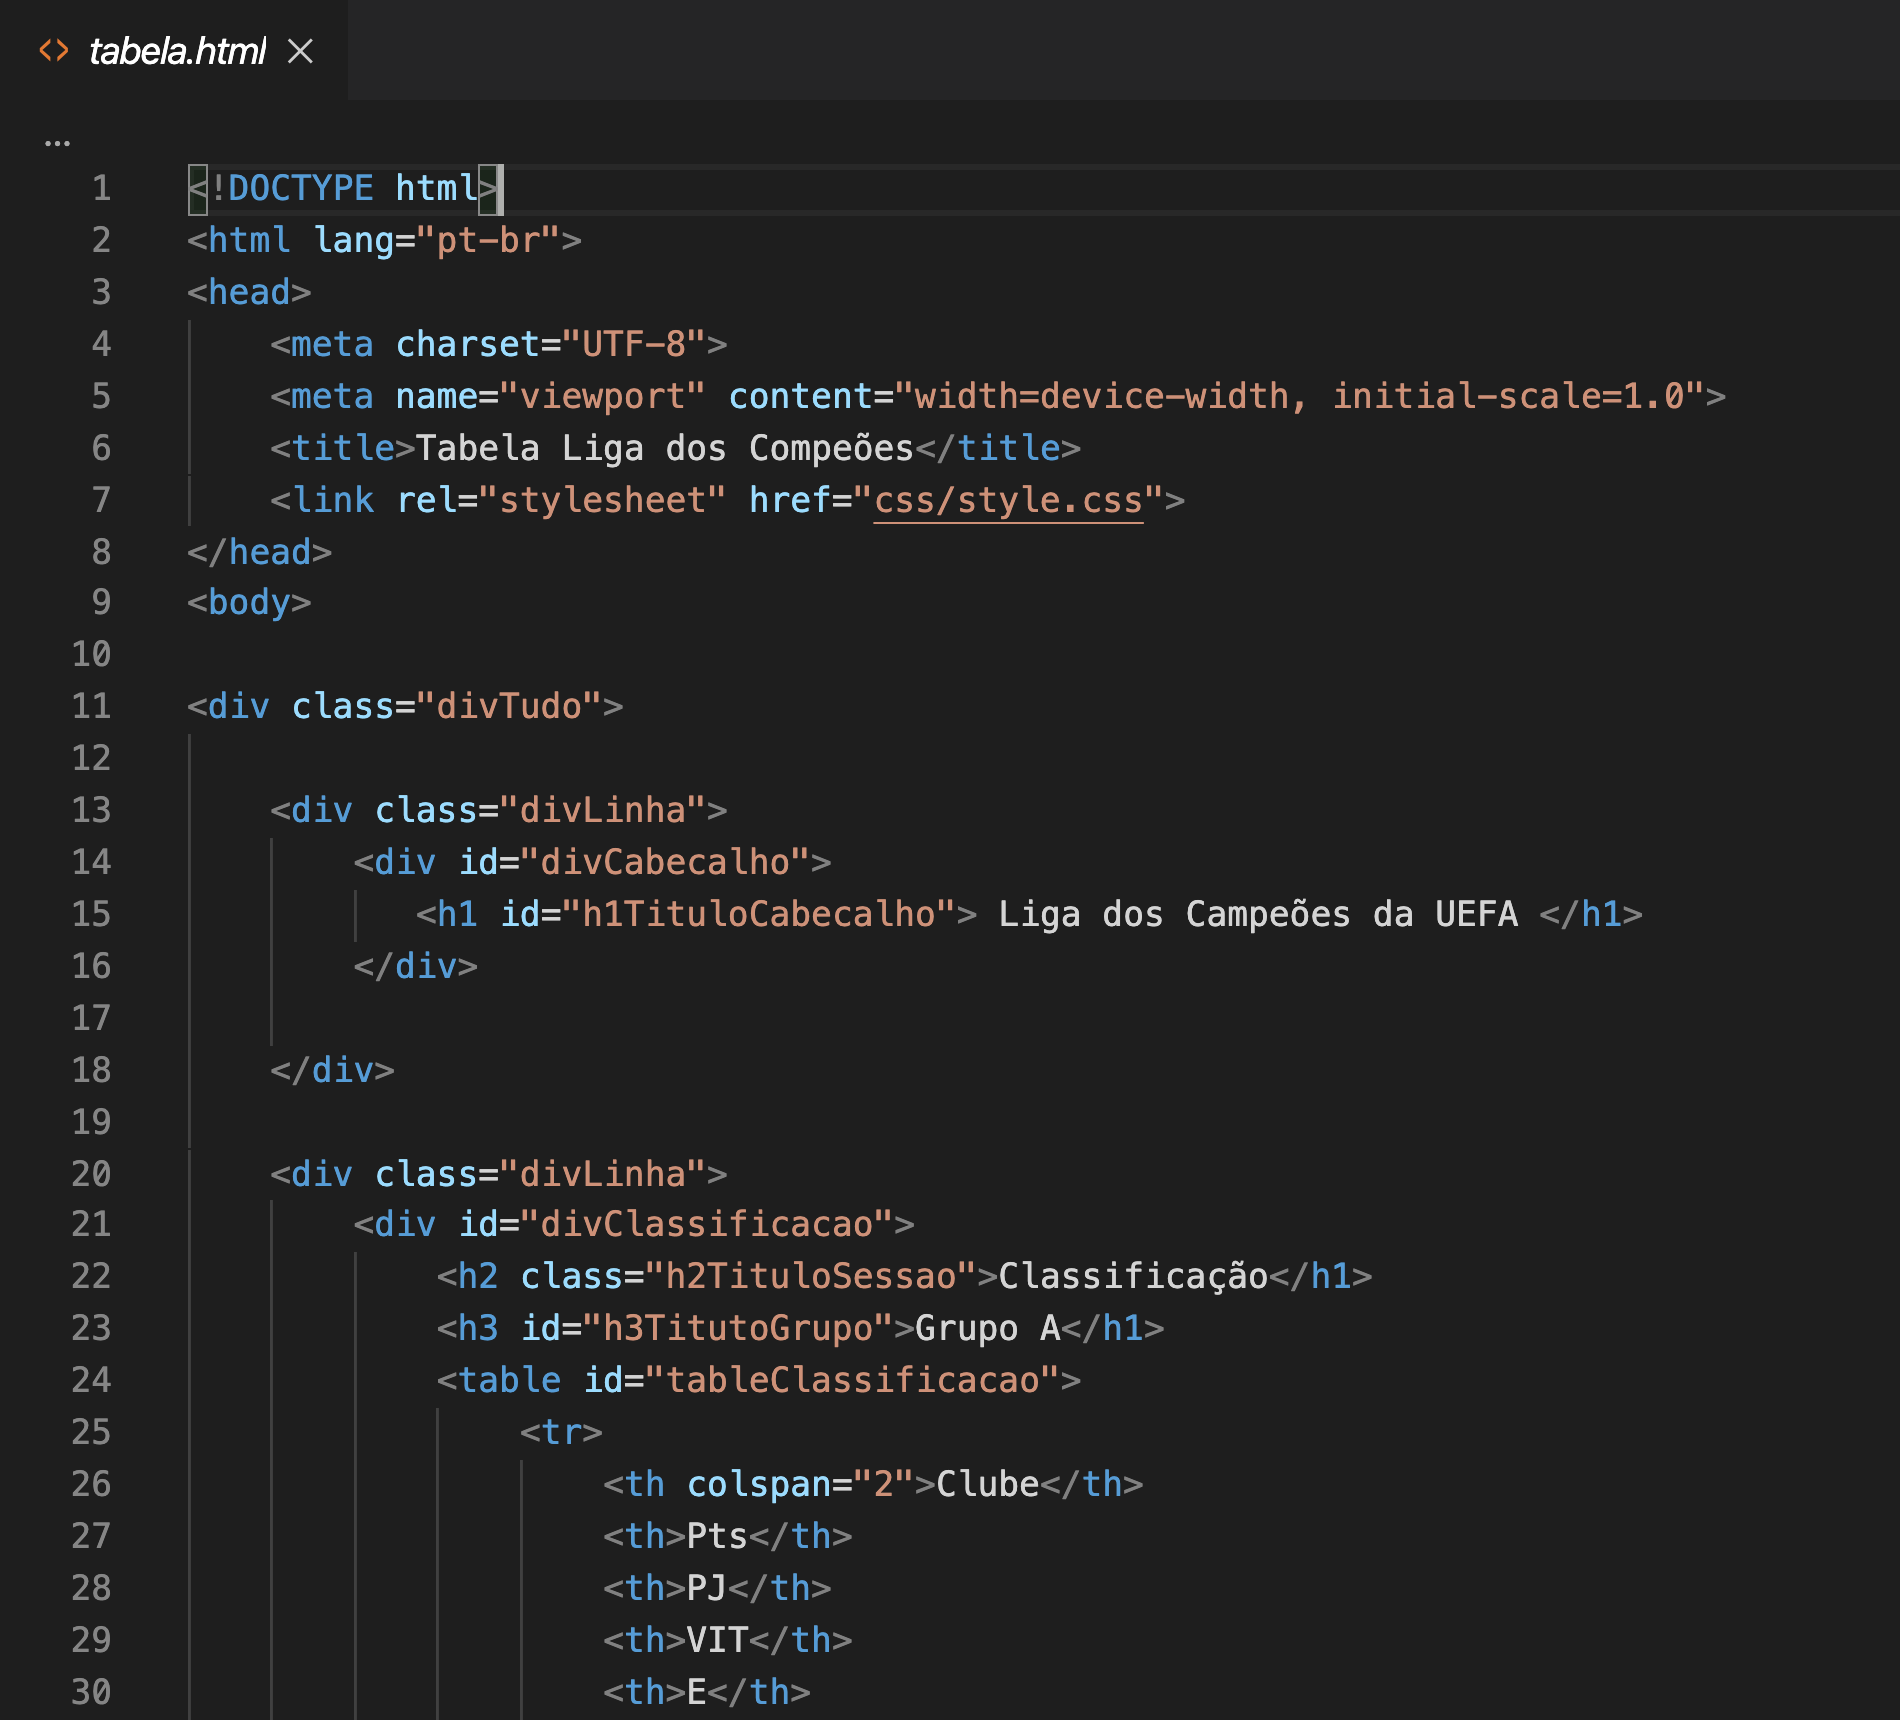 tabela.html
...
1 <!DOCTYPE html>
2 <html lang="pt-br">
3 <head>
4 <meta charset="UTF-8">
5 <meta name="viewport" content="width=device-width, initial-scale=1.0">
6 <title>Tabela Liga dos Compeões</title>
7 <link rel="stylesheet" href="css/style.css">
8 </head>
9 <body>
10
11 <div class="divTudo">
12
13 <div class="divLinha">
14 <div id="divCabecalho">
15 <h1 id="h1TituloCabecalho"> Liga dos Campeões da UEFA </h1>
16 </div>
17
18 </div>
19
20 <div class="divLinha">
21 <div id="divClassificacao">
22 <h2 class="h2TituloSessao">Classificação</h1>
23 <h3 id="h3TitutoGrupo">Grupo A</h1>
24 <table id="tableClassificacao">
25 <tr>
26 <th colspan="2">Clube</th>
27 <th>Pts</th>
28 <th>PJ</th>
29 <th>VIT</th>
30 <th>E</th>